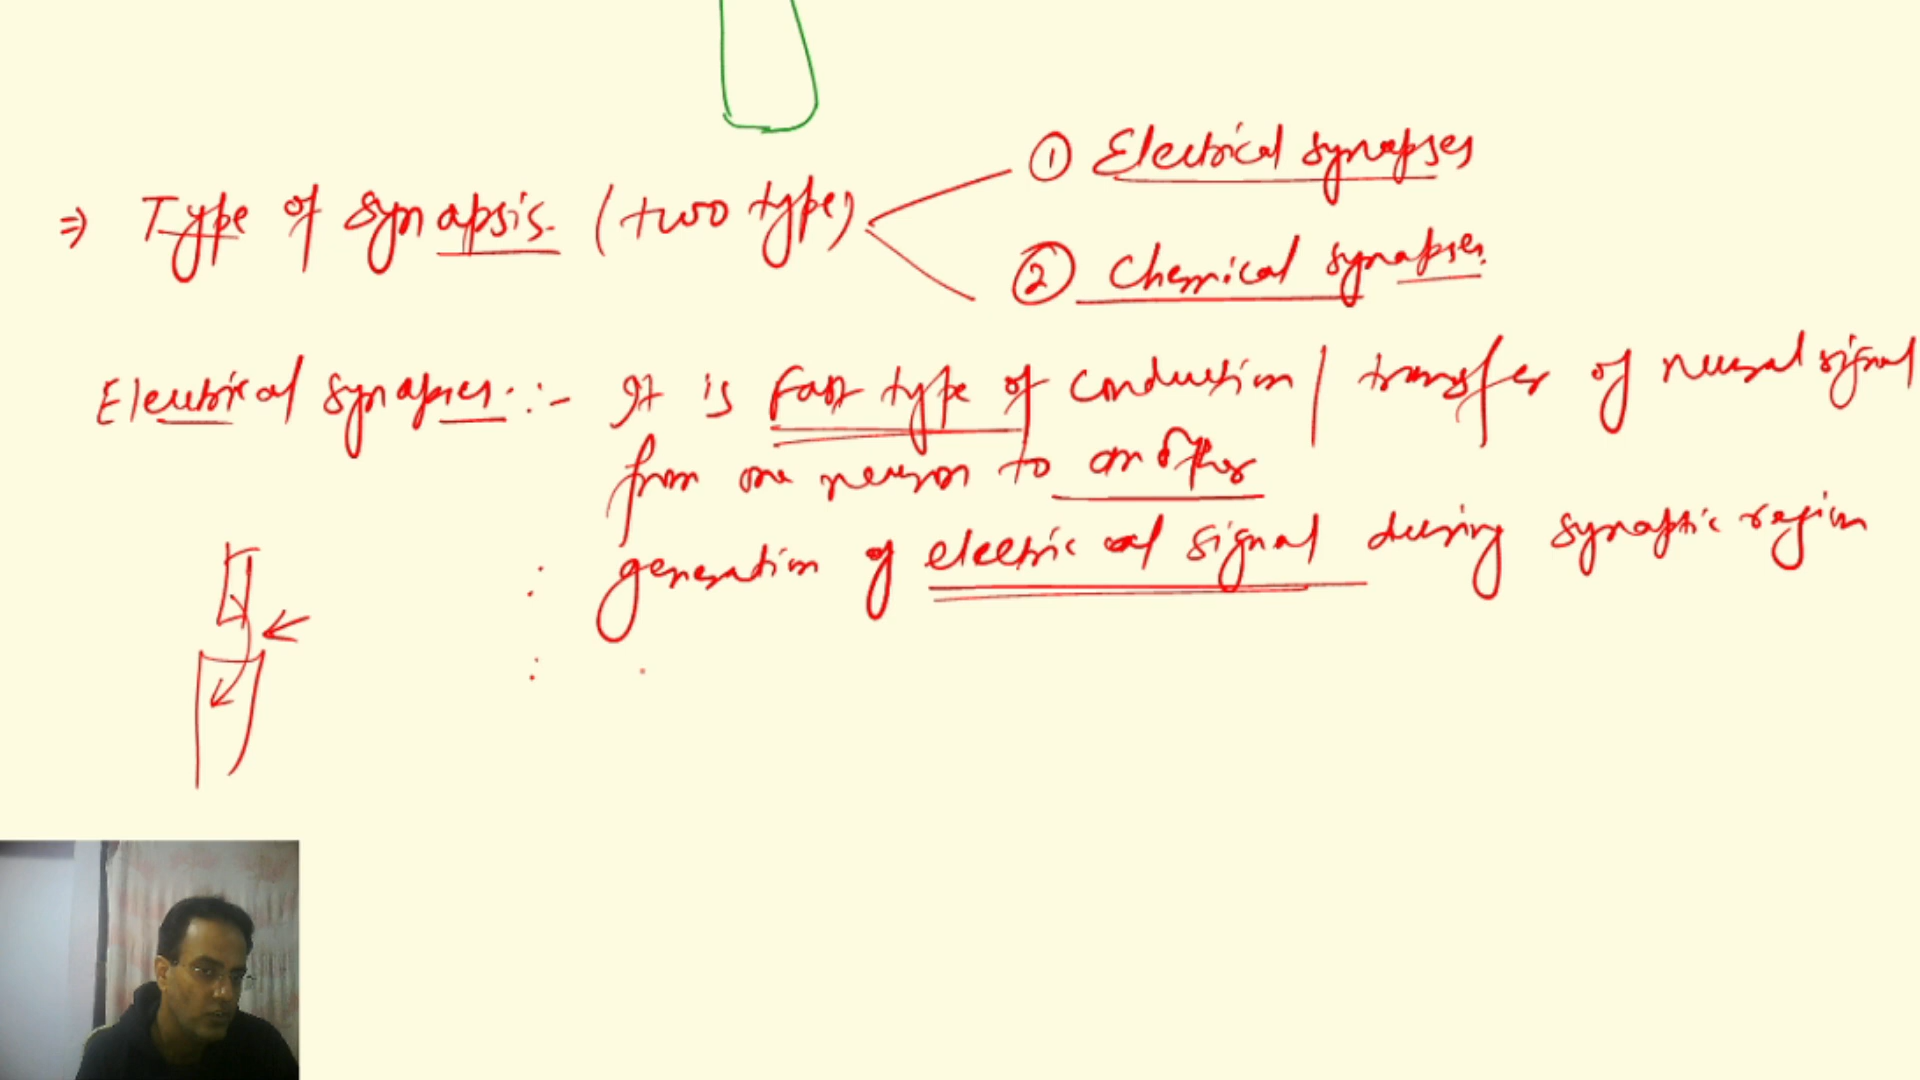 ⇒ Type of synapsis. (two type)
① Electrical synapses
② Chemical synapses.
Electrical synapses. :- It is fast type of conduction / transfer of neural signal
from one neuron to another
: generation of electrical signal during synaptic region
: